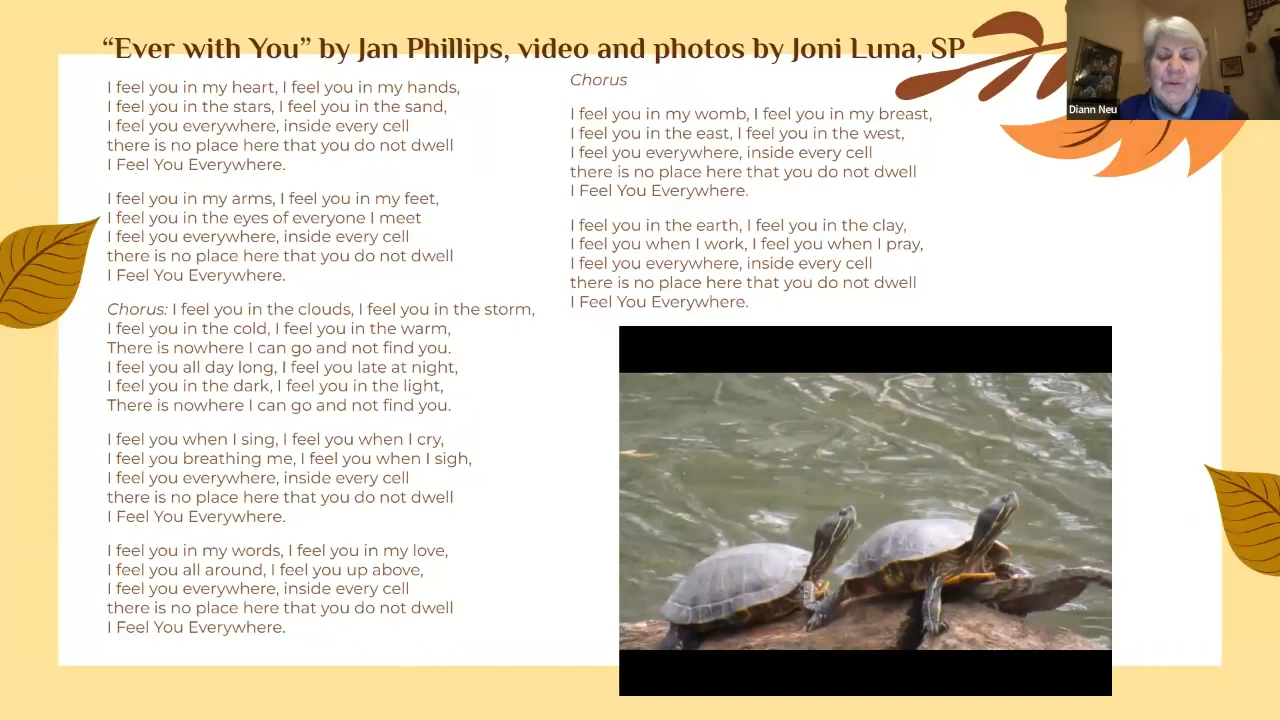 “Ever with You” by Jan Phillips, video and photos by Joni Luna, SP
I feel you in my heart, I feel you in my hands,
I feel you in the stars, I feel you in the sand,
I feel you everywhere, inside every cell
there is no place here that you do not dwell
I Feel You Everywhere.
I feel you in my arms, I feel you in my feet,
I feel you in the eyes of everyone I meet
I feel you everywhere, inside every cell
there is no place here that you do not dwell
I Feel You Everywhere.
Chorus: I feel you in the clouds, I feel you in the storm,
I feel you in the cold, I feel you in the warm,
There is nowhere I can go and not find you.
I feel you all day long, I feel you late at night,
I feel you in the dark, I feel you in the light,
There is nowhere I can go and not find you.
I feel you when I sing, I feel you when I cry,
I feel you breathing me, I feel you when I sigh,
I feel you everywhere, inside every cell
there is no place here that you do not dwell
I Feel You Everywhere.
I feel you in my words, I feel you in my love,
I feel you all around, I feel you up above,
I feel you everywhere, inside every cell
there is no place here that you do not dwell
I Feel You Everywhere.
Chorus
I feel you in my womb, I feel you in my breast,
I feel you in the east, I feel you in the west,
I feel you everywhere, inside every cell
there is no place here that you do not dwell
I Feel You Everywhere.
I feel you in the earth, I feel you in the clay,
I feel you when I work, I feel you when I pray,
I feel you everywhere, inside every cell
there is no place here that you do not dwell
I Feel You Everywhere.
Diann Neu